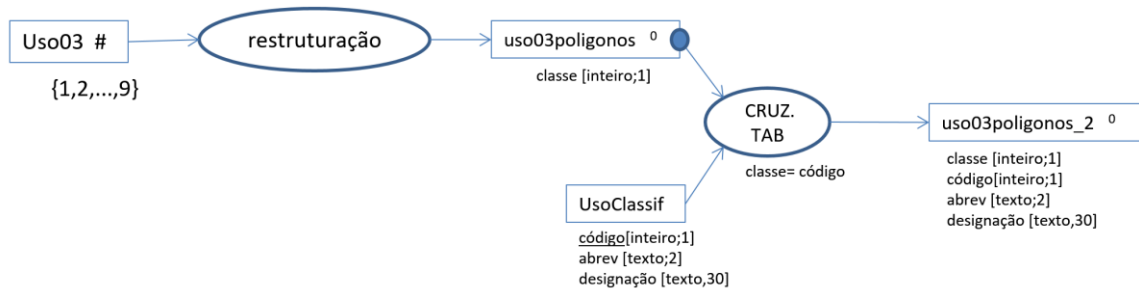 Uso03 #
{1,2,...,9}
restruturação
uso03poligonos 0
classe [inteiro;1]
CRUZ.
TAB
classe= código
UsoClassif
código[inteiro;1]
abrev [texto;2]
designação [texto,30]
uso03poligonos_2 0
classe [inteiro;1]
código[inteiro;1]
abrev [texto;2]
designação [texto,30]